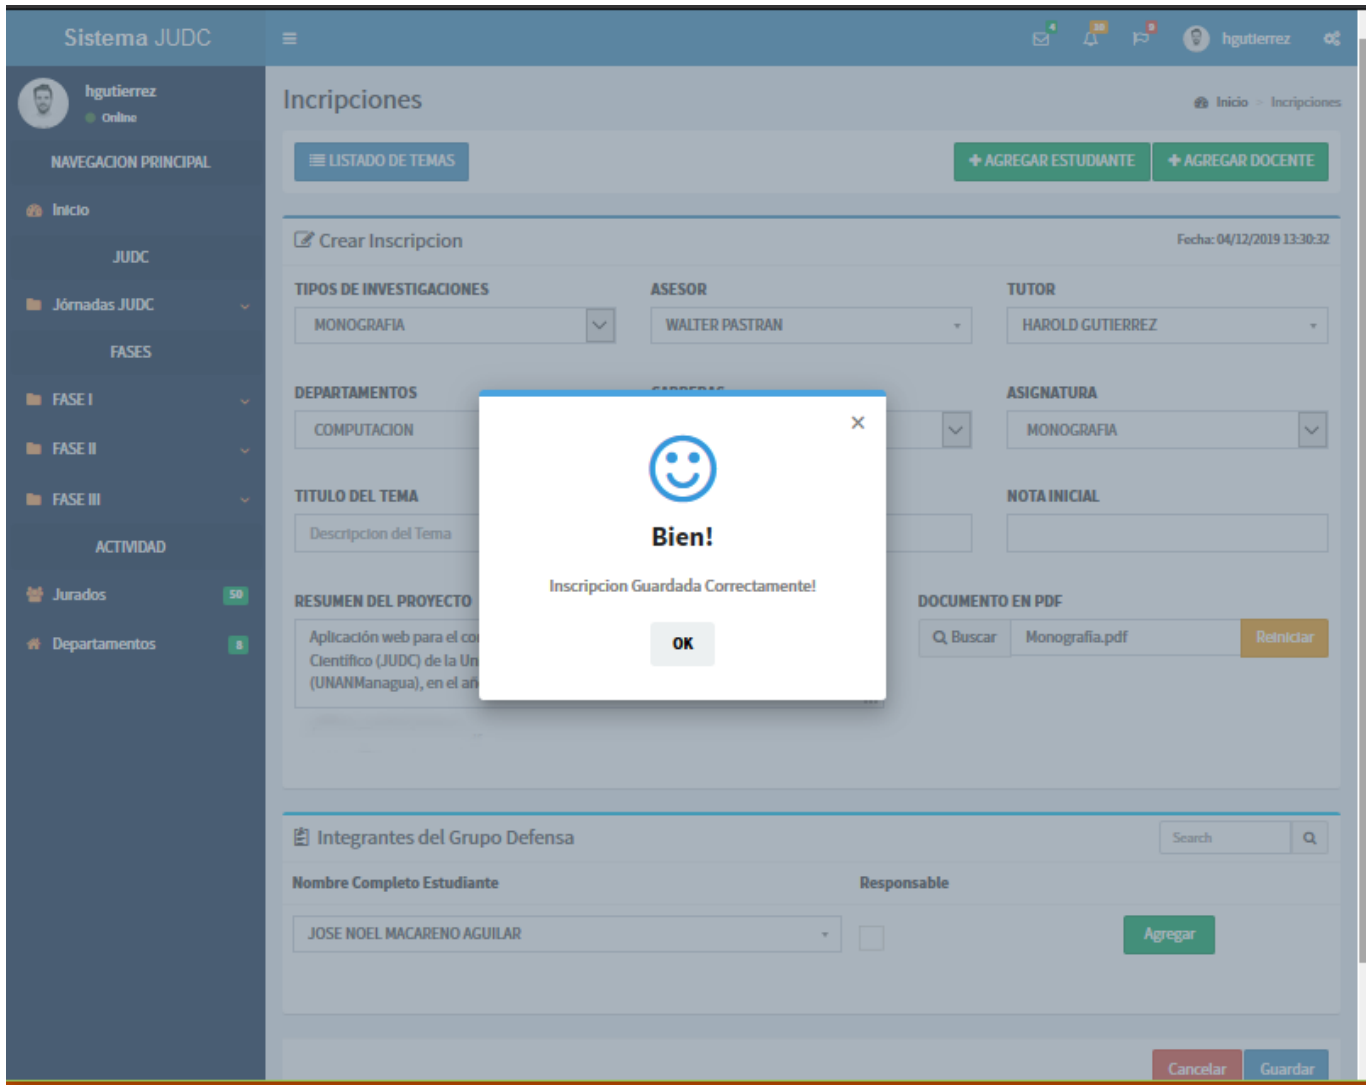 Sistema JUDC
4
10
9
hgutierrez
hgutierrez
Online
NAVEGACION PRINCIPAL
Inicio
JUDC
Jórnadas JUDC
FASES
FASE I
FASE II
FASE III
ACTIVIDAD
Jurados 50
Departamentos 8
Incripciones
Inicio > Incripciones
LISTADO DE TEMAS
+ AGREGAR ESTUDIANTE
+ AGREGAR DOCENTE
Crear Inscripcion
Fecha: 04/12/2019 13:30:32
TIPOS DE INVESTIGACIONES
ASESOR
TUTOR
MONOGRAFIA
WALTER PASTRAN
HAROLD GUTIERREZ
DEPARTAMENTOS
CARRERAS
ASIGNATURA
COMPUTACION
MONOGRAFIA
TITULO DEL TEMA
NOTA INICIAL
Descripcion del Tema
×
Bien!
Inscripcion Guardada Correctamente!
OK
RESUMEN DEL PROYECTO
DOCUMENTO EN PDF
Aplicación web para el co
Científico (JUDC) de la Un
(UNANManagua), en el añ
Buscar
Monografía.pdf
Reiniciar
Integrantes del Grupo Defensa
Search
Nombre Completo Estudiante
Responsable
JOSE NOEL MACARENO AGUILAR
Agregar
Cancelar
Guardar